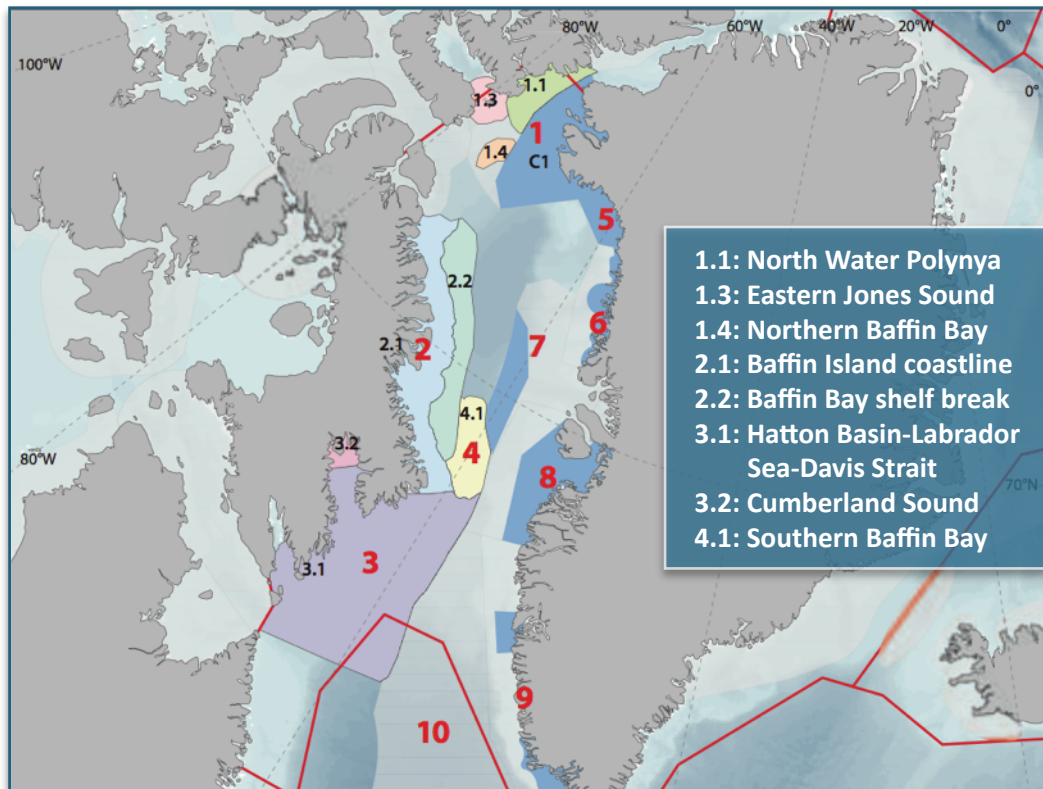 80°W
60°W
40°W
20°W
0°
100°W
0°
1.1
1.3
1
1.4
C1
5
1.1: North Water Polynya
1.3: Eastern Jones Sound
1.4: Northern Baffin Bay
2.1: Baffin Island coastline
2.2: Baffin Bay shelf break
3.1: Hatton Basin-Labrador
Sea-Davis Strait
3.2: Cumberland Sound
4.1: Southern Baffin Bay
2.2
6
2.1
2
7
4.1
3.2
4
80°W
8
70°N
3.1
3
9
10